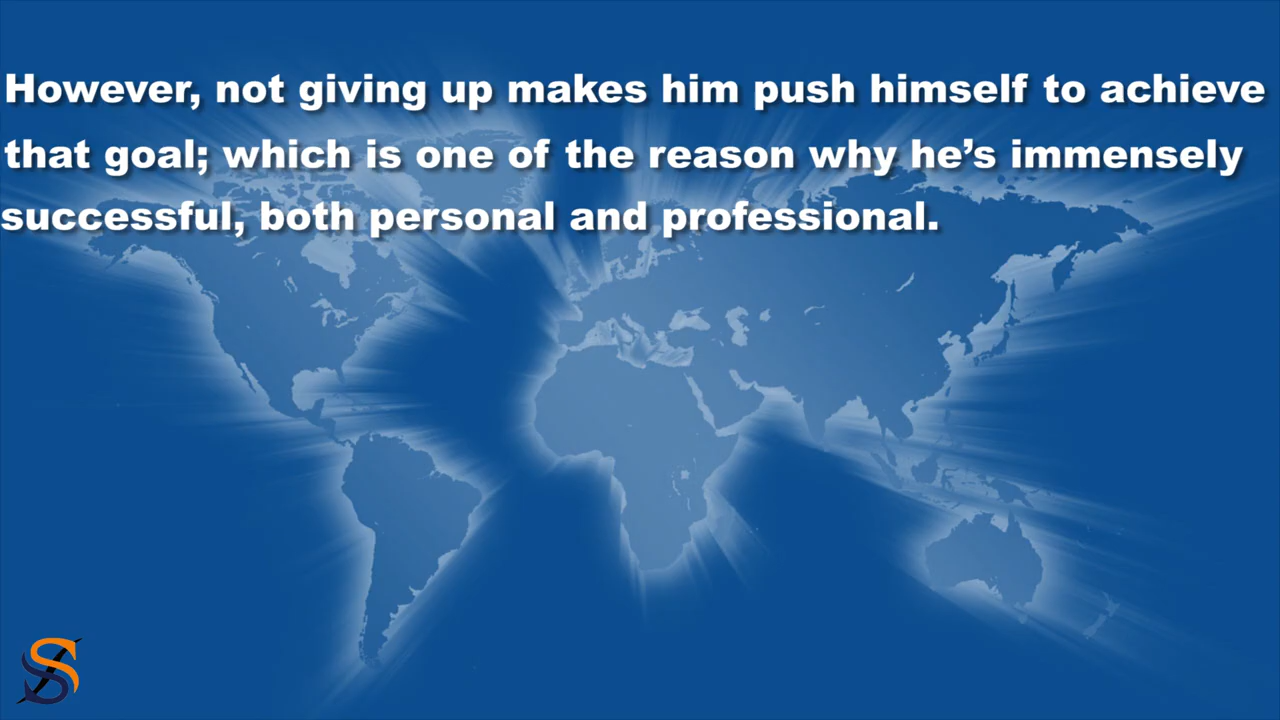 However, not giving up makes him push himself to achieve
that goal; which is one of the reason why he’s immensely
successful, both personal and professional.